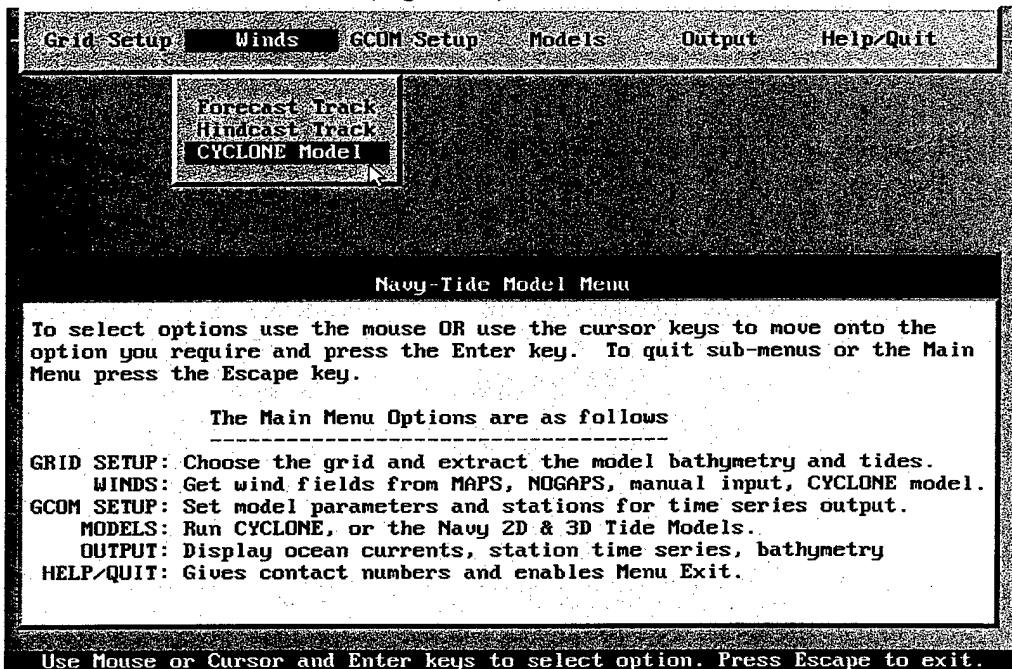 Grid Setup Winds GCOM Setup Models Output Help/Quit
Forecast Track
Hindcast Track
CYCLONE Model
Navy-Tide Model Menu
To select options use the mouse OR use the cursor keys to move onto the
option you require and press the Enter key. To quit sub-menus or the Main
Menu press the Escape key.
The Main Menu Options are as follows
------------------------------------
GRID SETUP: Choose the grid and extract the model bathymetry and tides.
WINDS: Get wind fields from MAPS, NOGAPS, manual input, CYCLONE model.
GCOM SETUP: Set model parameters and stations for time series output.
MODELS: Run CYCLONE, or the Navy 2D & 3D Tide Models.
OUTPUT: Display ocean currents, station time series, bathymetry
HELP/QUIT: Gives contact numbers and enables Menu Exit.
Use Mouse or Cursor and Enter keys to select option. Press Escape to exit.